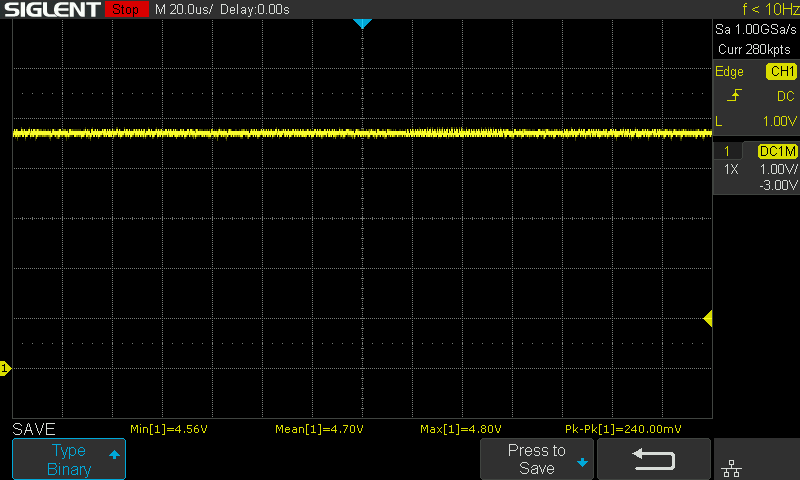 SIGLENT Stop M 20.0us/ Delay:0.00s f < 10Hz
Sa 1.00GSa/s
Curr 280kpts
Edge CH1
DC
L 1.00V
1 DC1M
1X 1.00V/
-3.00V
1
SAVE Min[1]=4.56V Mean[1]=4.70V Max[1]=4.80V Pk-Pk[1]=240.00mV
Type
Binary
Press to
Save